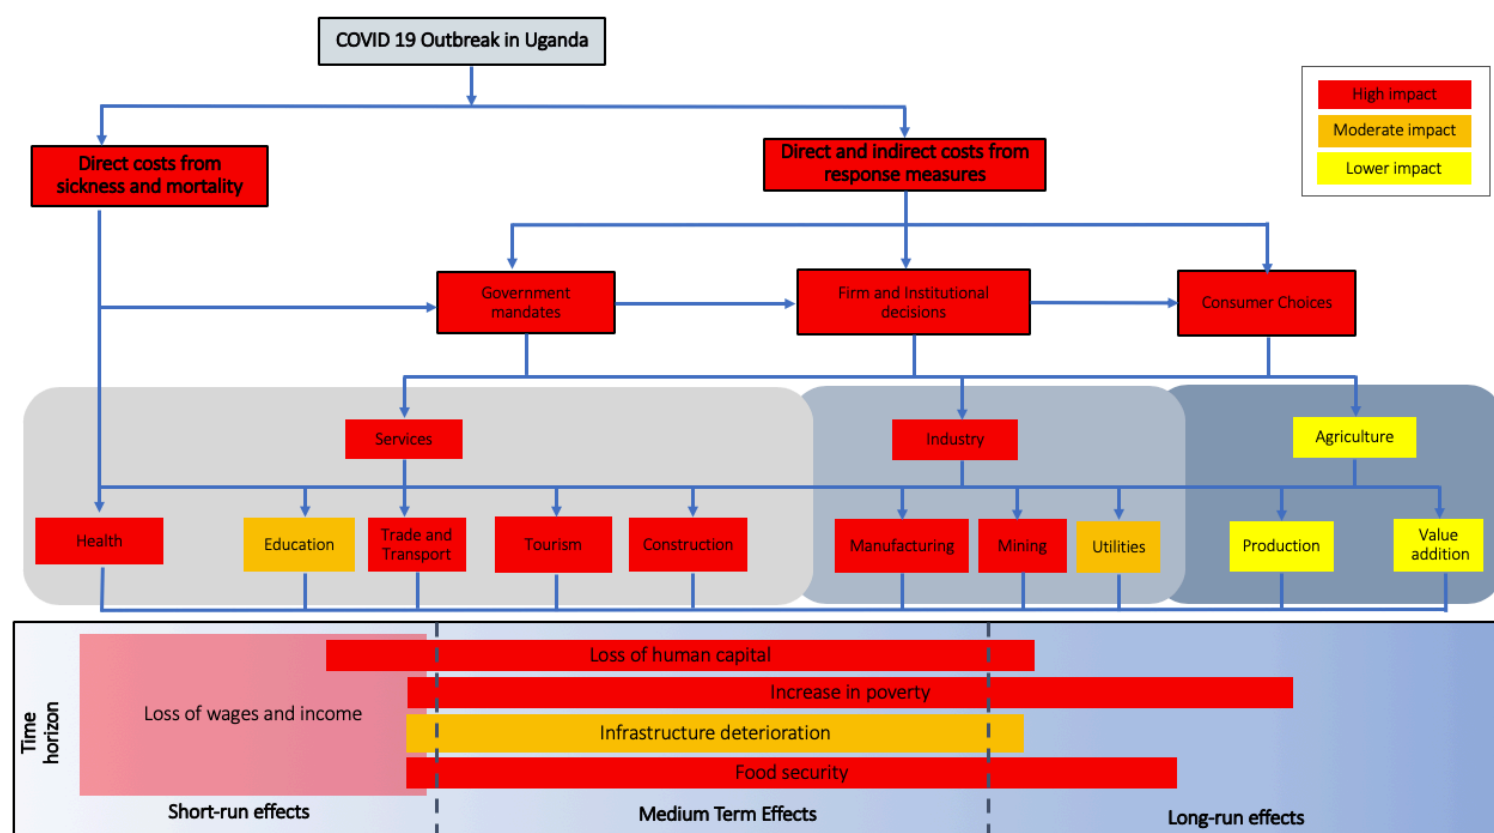 COVID 19 Outbreak in Uganda
High impact
Moderate impact
Lower impact
Direct costs from
sickness and mortality
Direct and indirect costs from
response measures
Government
mandates
Firm and Institutional
decisions
Consumer Choices
Services
Industry
Agriculture
Health
Education
Trade and
Transport
Tourism
Construction
Manufacturing
Mining
Utilities
Production
Value
addition
Time
horizon
Loss of wages and income
Loss of human capital
Increase in poverty
Infrastructure deterioration
Food security
Short-run effects
Medium Term Effects
Long-run effects